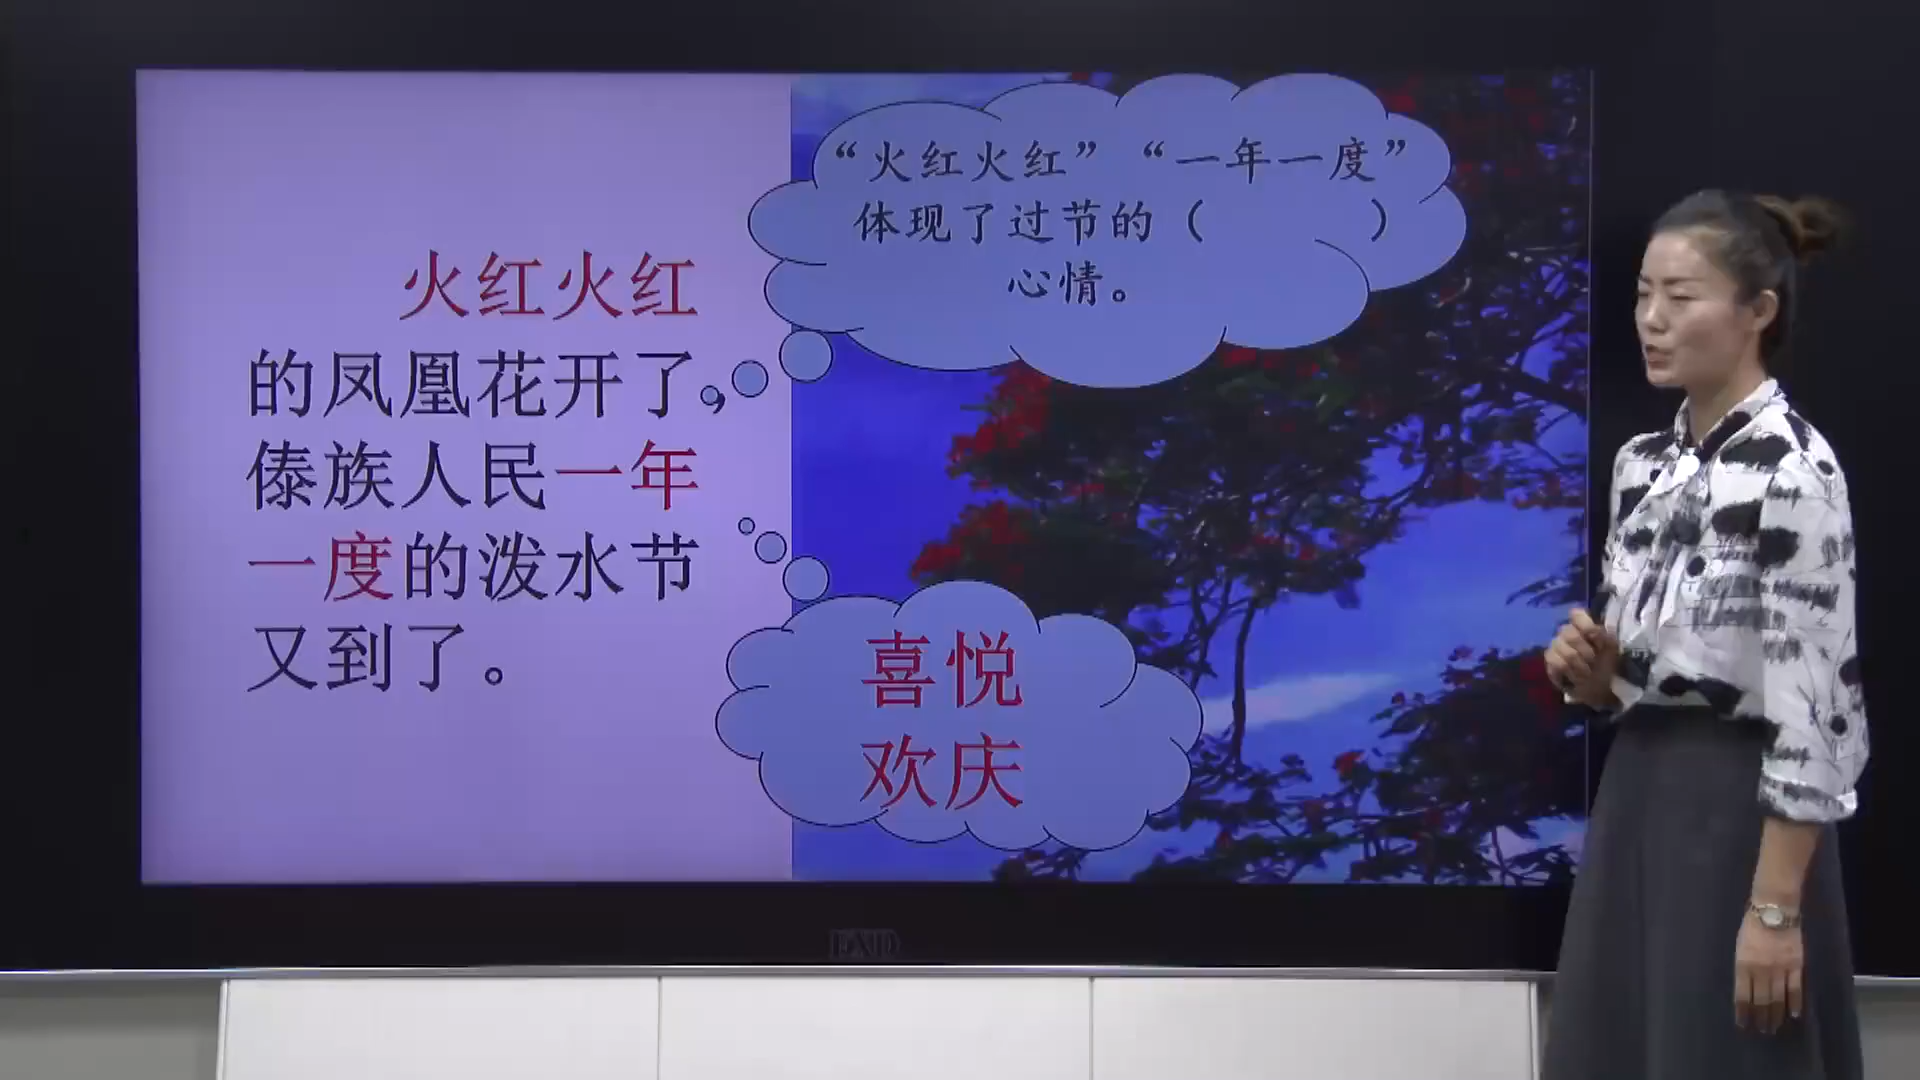 火红火红
的凤凰花开了，
傣族人民一年
一度的泼水节
又到了。
“火红火红”“一年一度”
体现了过节的（ ）
心情。
喜悦
欢庆
EXD